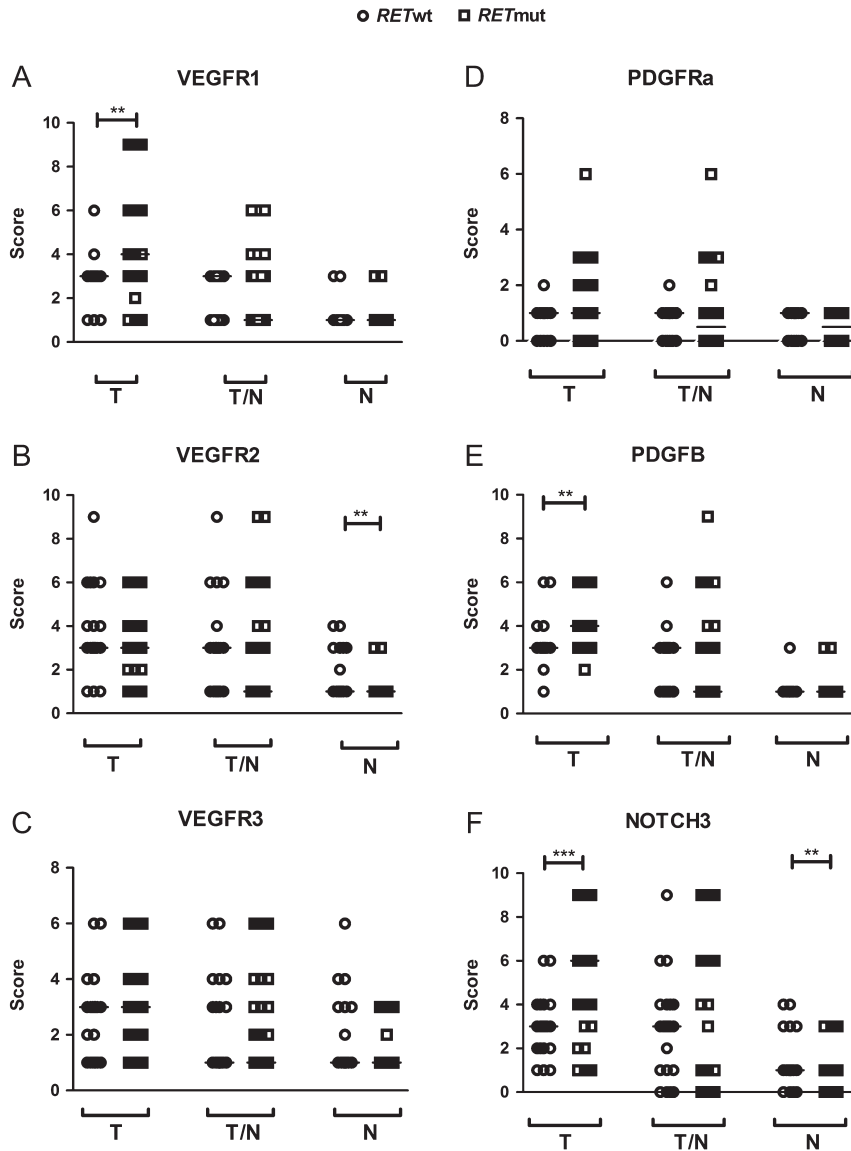 RETwt RETmut
A VEGFR1
**
10
8
6
4
2
0
Score
T T/N N
D PDGFRa
8
6
4
2
0
Score
T T/N N
B VEGFR2
**
10
8
6
4
2
0
Score
T T/N N
E PDGFB
**
10
8
6
4
2
0
Score
T T/N N
C VEGFR3
8
6
4
2
0
Score
T T/N N
F NOTCH3
*** **
10
8
6
4
2
0
Score
T T/N N